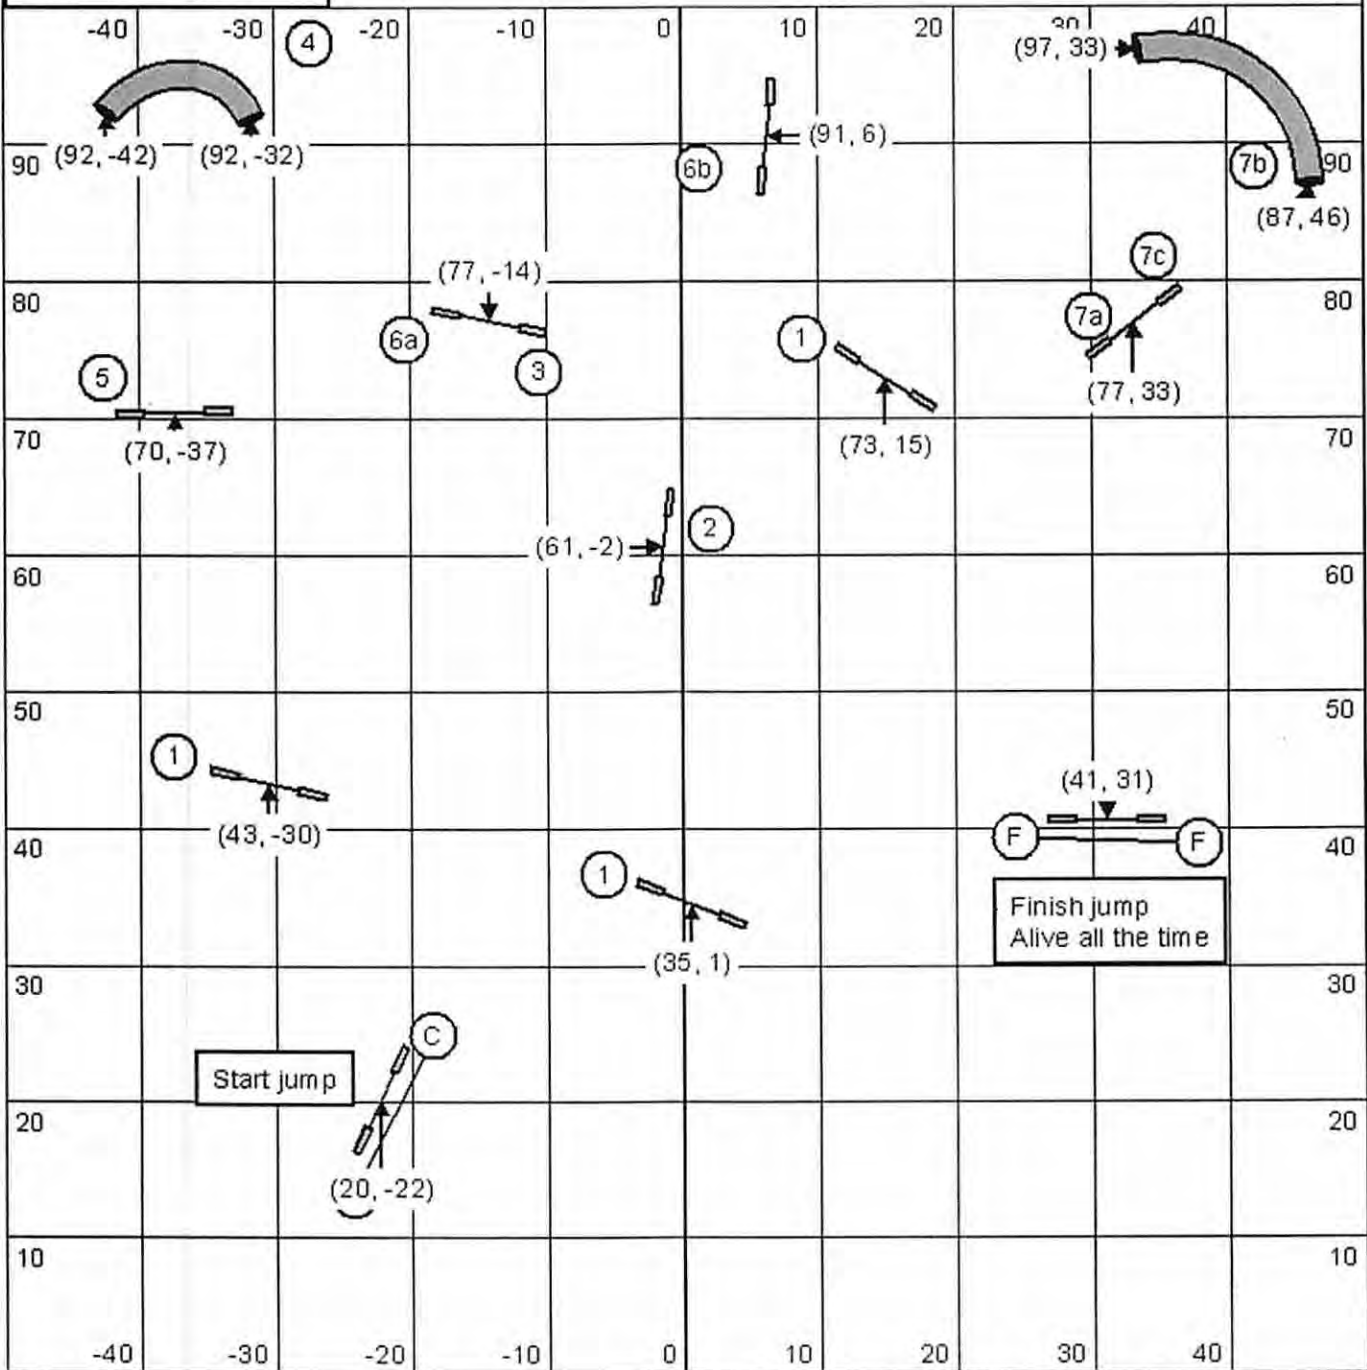 -40 -30 4 -20 -10 0 10 20 30 40
(97, 33)
(91, 6)
90 (92, -42) (92, -32) 6b 7b 90
(87, 46)
(77, -14) 7c
80 80
6a 3 1 7a
5 (77, 33)
70 (70, -37) (73, 15) 70
2
(61, -2)
60 60
50 50
1 (41, 31)
(43, -30)
40 F F 40
1
Finish jump
Alive all the time
(35, 1)
30 30
C
Start jump
20 20
(20, -22)
10 10
-40 -30 -20 -10 0 10 20 30 40